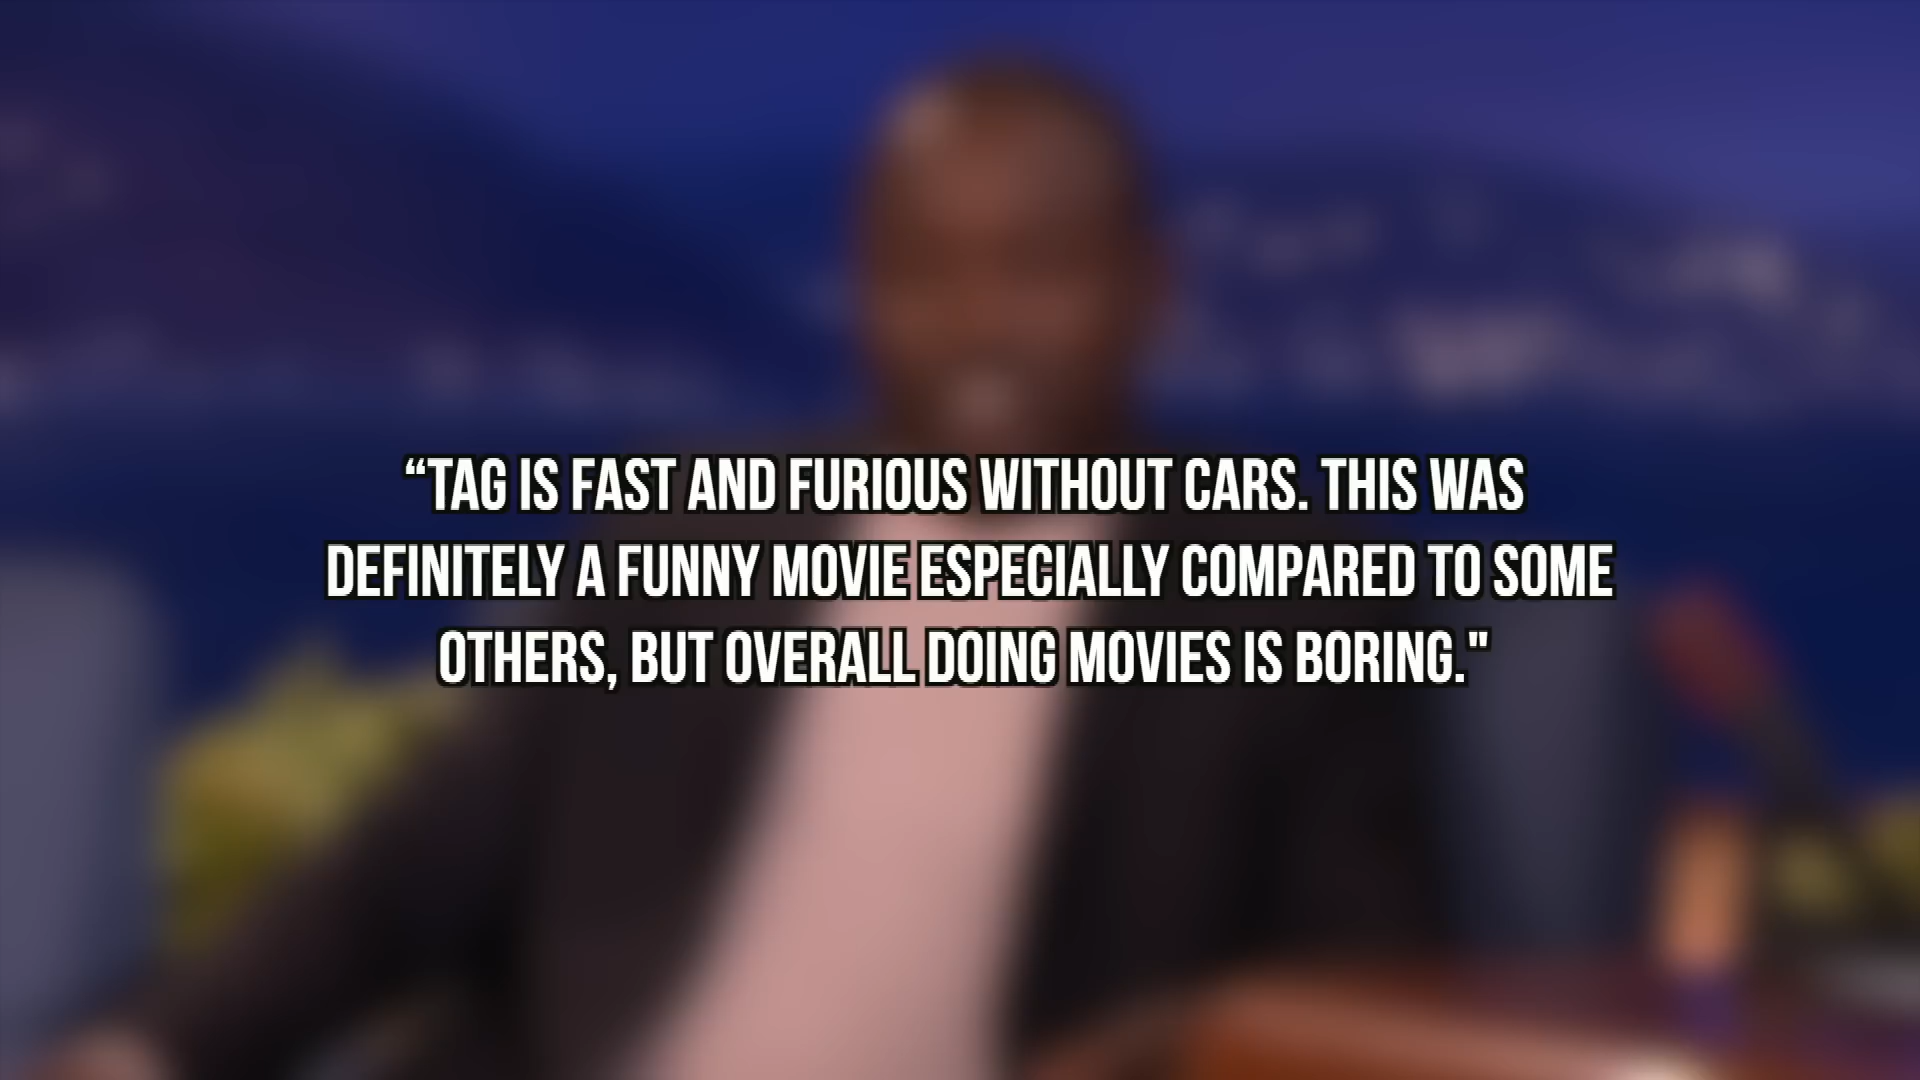 “TAG IS FAST AND FURIOUS WITHOUT CARS. THIS WAS
DEFINITELY A FUNNY MOVIE ESPECIALLY COMPARED TO SOME
OTHERS, BUT OVERALL DOING MOVIES IS BORING."